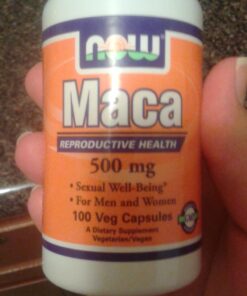 NOW
Maca
REPRODUCTIVE HEALTH
500 mg
• Sexual Well-Being*
• For Men and Women
100 Veg Capsules
A Dietary Supplement
Vegetarian/Vegan